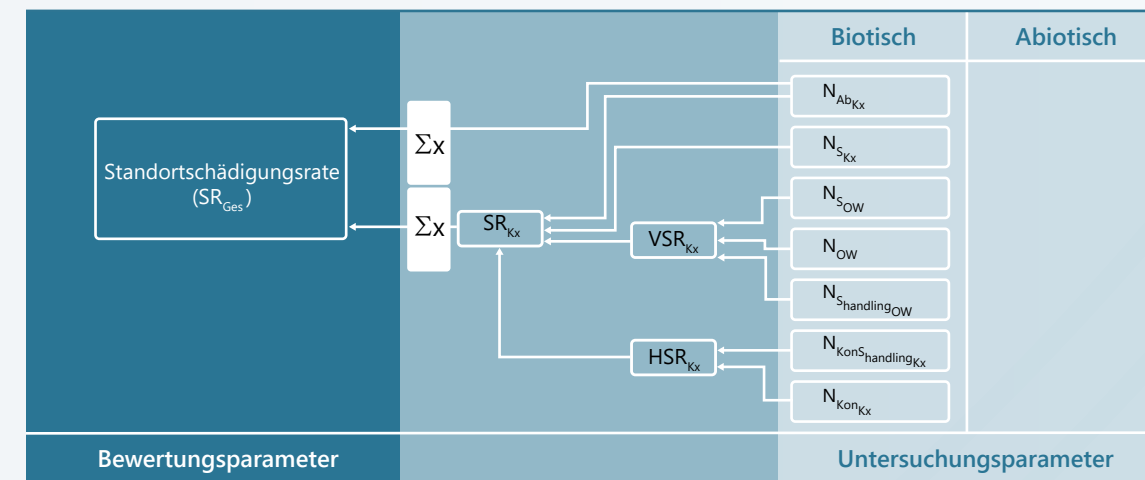 Biotisch Abiotisch
N_Ab_Kx
N_S_Kx
Σx
Standortschädigungsrate
(SR_Ges)
N_S_OW
Σx
SR_Kx
VSR_Kx
N_OW
N_S_handling_OW
HSR_Kx
N_KonS_handling_Kx
N_Kon_Kx
Bewertungsparameter Untersuchungsparameter